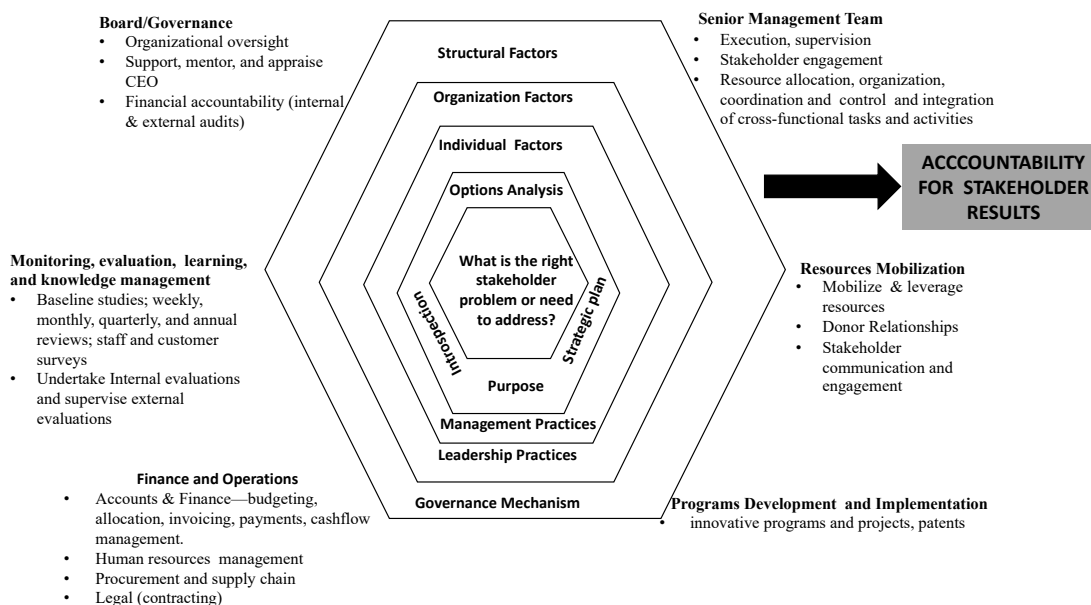 Board/Governance
• Organizational oversight
• Support, mentor, and appraise
CEO
• Financial accountability (internal
& external audits)
Senior Management Team
• Execution, supervision
• Stakeholder engagement
• Resource allocation, organization,
coordination and control and integration
of cross-functional tasks and activities
Structural Factors
Organization Factors
Individual Factors
Options Analysis
What is the right
stakeholder
problem or need
to address?
Introspection
Strategic plan
Purpose
Management Practices
Leadership Practices
Governance Mechanism
ACCCOUNTABILITY
FOR STAKEHOLDER
RESULTS
Monitoring, evaluation, learning,
and knowledge management
• Baseline studies; weekly,
monthly, quarterly, and annual
reviews; staff and customer
surveys
• Undertake Internal evaluations
and supervise external
evaluations
Resources Mobilization
• Mobilize & leverage
resources
• Donor Relationships
• Stakeholder
communication and
engagement
Finance and Operations
• Accounts & Finance—budgeting,
allocation, invoicing, payments, cashflow
management.
• Human resources management
• Procurement and supply chain
• Legal (contracting)
Programs Development and Implementation
• innovative programs and projects, patents